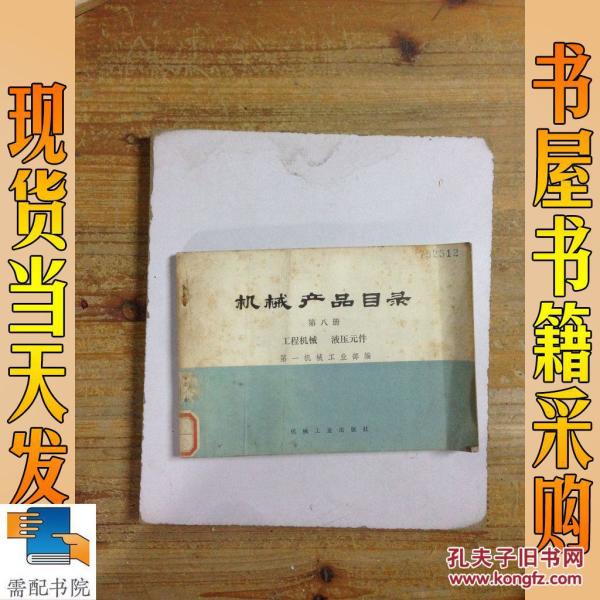 现货当天发
书屋书籍采购
752512
机械产品目录
第八册
工程机械 液压元件
第一机械工业部编
机械工业出版社
需配书院
孔夫子旧书网
www.kongfz.com